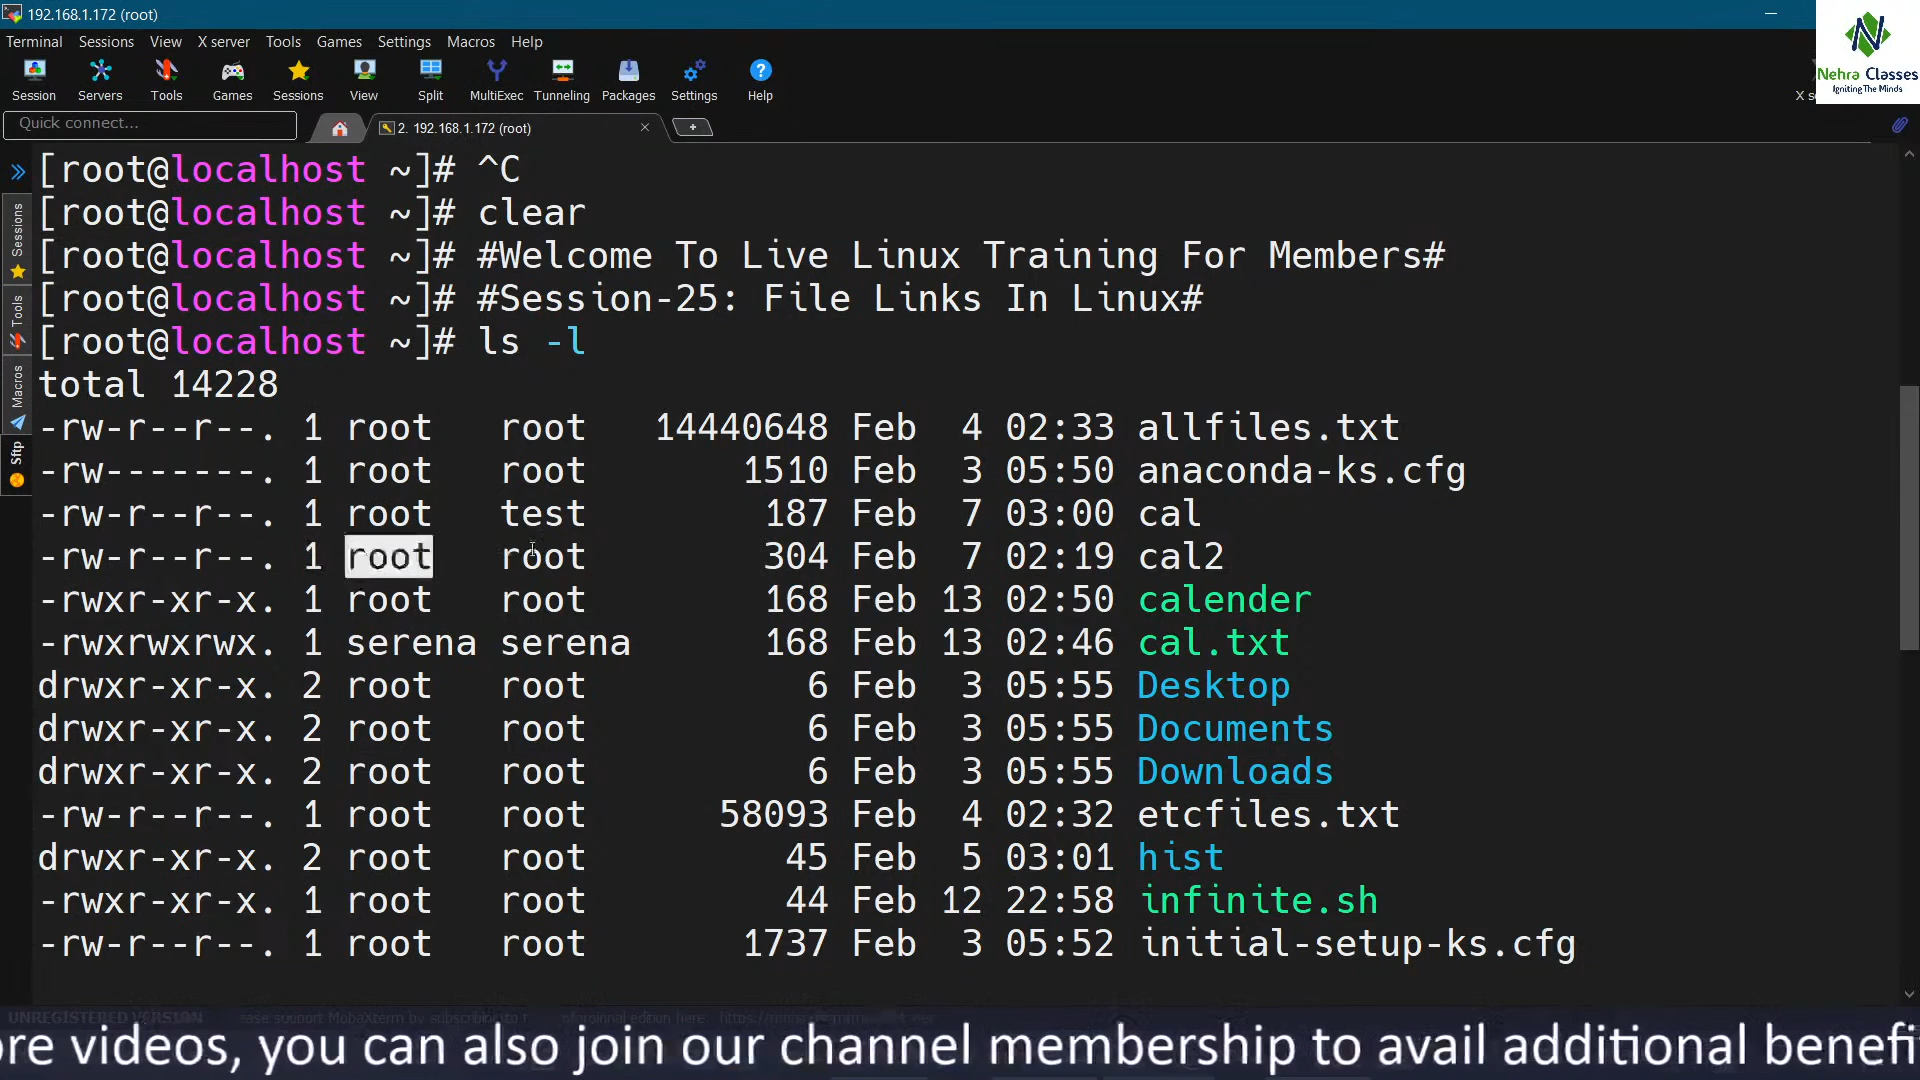 192.168.1.172 (root)
Terminal Sessions View X server Tools Games Settings Macros Help
Session Servers Tools Games Sessions View Split MultiExec Tunneling Packages Settings Help
Nehra Classes
Igniting The Minds
Quick connect...
2. 192.168.1.172 (root)
Sessions
Tools
Macros
Sftp
[root@localhost ~]# ^C
[root@localhost ~]# clear
[root@localhost ~]# #Welcome To Live Linux Training For Members#
[root@localhost ~]# #Session-25: File Links In Linux#
[root@localhost ~]# ls -l
total 14228
-rw-r--r--. 1 root   root   14440648 Feb  4 02:33 allfiles.txt
-rw-------. 1 root   root       1510 Feb  3 05:50 anaconda-ks.cfg
-rw-r--r--. 1 root   test        187 Feb  7 03:00 cal
-rw-r--r--. 1 root   root        304 Feb  7 02:19 cal2
-rwxr-xr-x. 1 root   root        168 Feb 13 02:50 calender
-rwxrwxrwx. 1 serena serena      168 Feb 13 02:46 cal.txt
drwxr-xr-x. 2 root   root          6 Feb  3 05:55 Desktop
drwxr-xr-x. 2 root   root          6 Feb  3 05:55 Documents
drwxr-xr-x. 2 root   root          6 Feb  3 05:55 Downloads
-rw-r--r--. 1 root   root      58093 Feb  4 02:32 etcfiles.txt
drwxr-xr-x. 2 root   root         45 Feb  5 03:01 hist
-rwxr-xr-x. 1 root   root         44 Feb 12 22:58 infinite.sh
-rw-r--r--. 1 root   root       1737 Feb  3 05:52 initial-setup-ks.cfg
UNREGISTERED VERSION
re videos, you can also join our channel membership to avail additional benefi